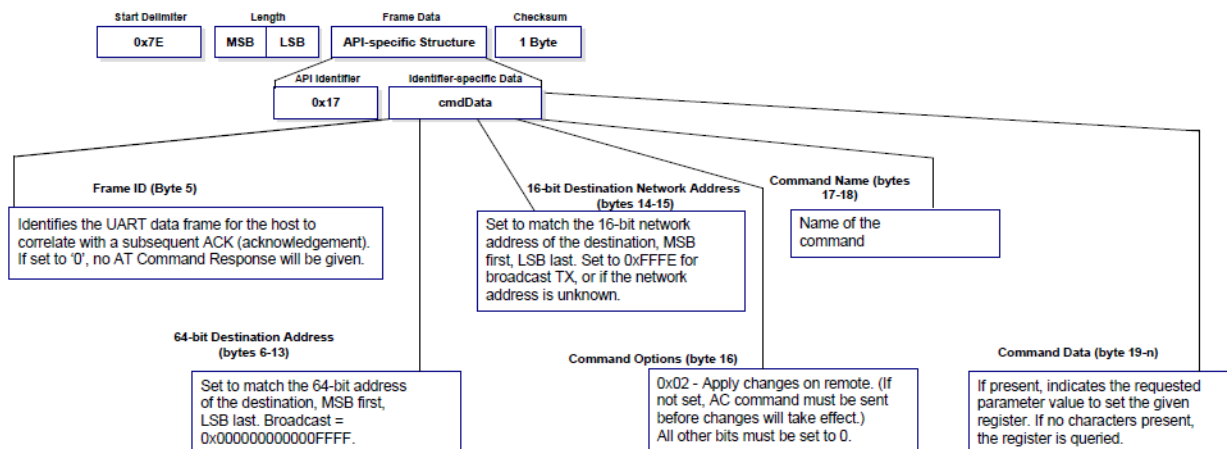 Start Delimiter
Length
Frame Data
Checksum
0x7E
MSB
LSB
API-specific Structure
1 Byte
API Identifier
Identifier-specific Data
0x17
cmdData
Frame ID (Byte 5)
Identifies the UART data frame for the host to
correlate with a subsequent ACK (acknowledgement).
If set to ‘0’, no AT Command Response will be given.
16-bit Destination Network Address
(bytes 14-15)
Set to match the 16-bit network
address of the destination, MSB
first, LSB last. Set to 0xFFFE for
broadcast TX, or if the network
address is unknown.
Command Name (bytes
17-18)
Name of the
command
64-bit Destination Address
(bytes 6-13)
Set to match the 64-bit address
of the destination, MSB first,
LSB last. Broadcast =
0x000000000000FFFF.
Command Options (byte 16)
0x02 - Apply changes on remote. (If
not set, AC command must be sent
before changes will take effect.)
All other bits must be set to 0.
Command Data (byte 19-n)
If present, indicates the requested
parameter value to set the given
register. If no characters present,
the register is queried.